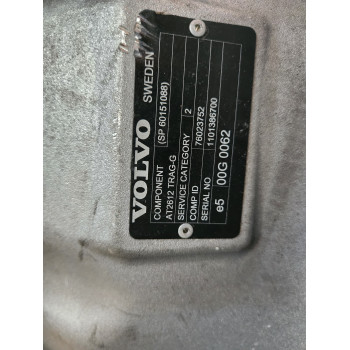 VOLVO
SWEDEN
COMPONENT (SP 60151088)
AT2612 TRAG-G
SERVICE CATEGORY 2
COMP ID 76023752
SERIAL NO 1101386700
e5 00G 0062